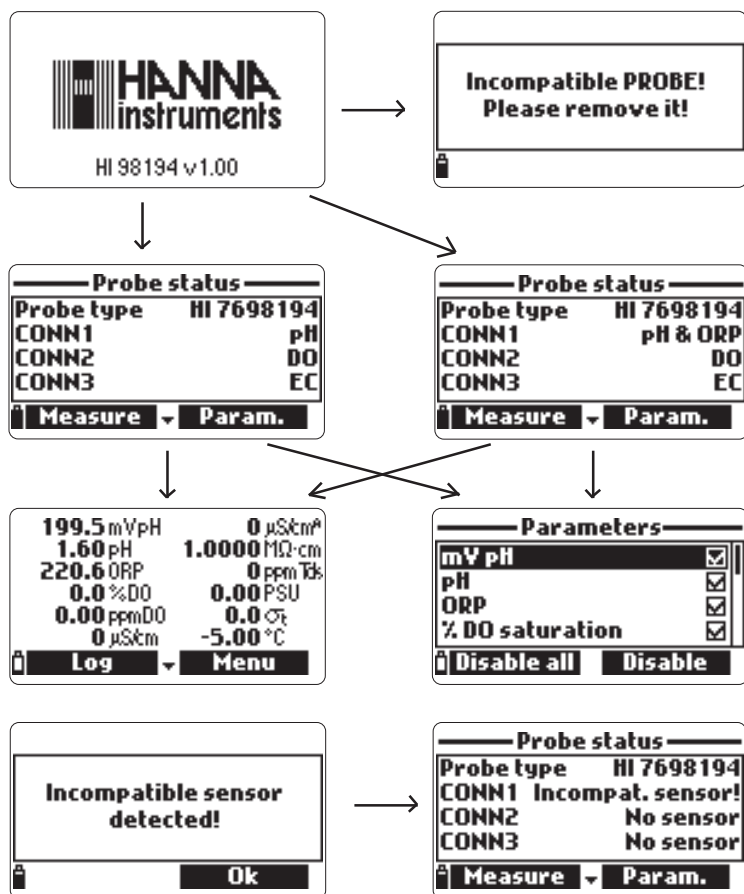 HANNA
instruments
HI 98194 v1.00
Incompatible PROBE!
Please remove it!
Probe status
Probe type HI 7698194
CONN1 pH
CONN2 DO
CONN3 EC
Measure Param.
Probe status
Probe type HI 7698194
CONN1 pH & ORP
CONN2 DO
CONN3 EC
Measure Param.
199.5 mVpH 0 µS/cmᴬ
1.60 pH 1.0000 MΩ·cm
220.6 ORP 0 ppm Tds
0.0 %DO 0.00 PSU
0.00 ppmDO 0.0 σt
0 µS/cm -5.00 °C
Log Menu
Parameters
mV pH
pH
ORP
% DO saturation
Disable all Disable
Incompatible sensor
detected!
Ok
Probe status
Probe type HI 7698194
CONN1 Incompat. sensor!
CONN2 No sensor
CONN3 No sensor
Measure Param.